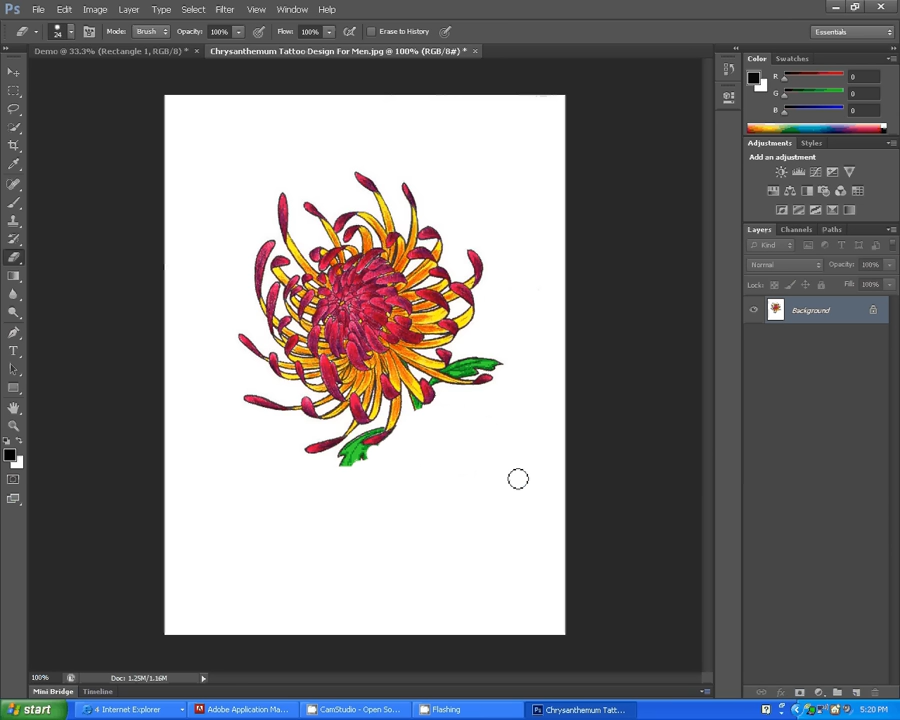 Ps File Edit Image Layer Type Select Filter View Window Help
24 Mode: Brush Opacity: 100% Flow: 100% Erase to History Essentials
Demo @ 33.3% (Rectangle 1, RGB/8) * × Chrysanthemum Tattoo Design For Men.jpg @ 100% (RGB/8#) * ×
Color Swatches
R 0
G 0
B 0
Adjustments Styles
Add an adjustment
Layers Channels Paths
Kind
Normal Opacity: 100%
Lock: Fill: 100%
Background
100% Doc: 1.25M/1.16M
Mini Bridge Timeline
start 4 Internet Explorer Adobe Application Ma... CamStudio - Open So... Flashing Ps Chrysanthemum Tatt... 5:20 PM